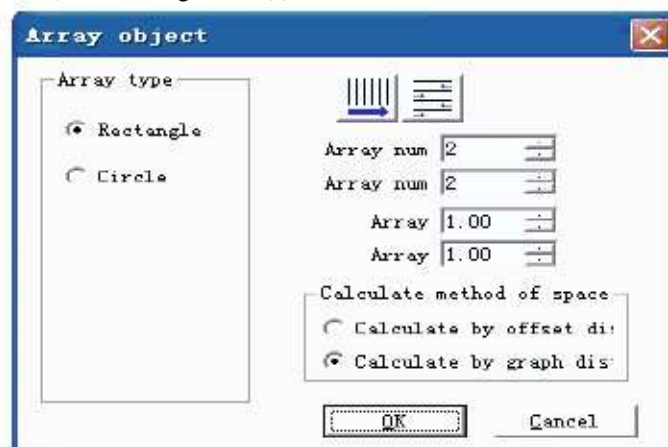 Array object
Array type
Rectangle
Circle
Array num 2
Array num 2
Array 1.00
Array 1.00
Calculate method of space
Calculate by offset di
Calculate by graph dis
OK
Cancel